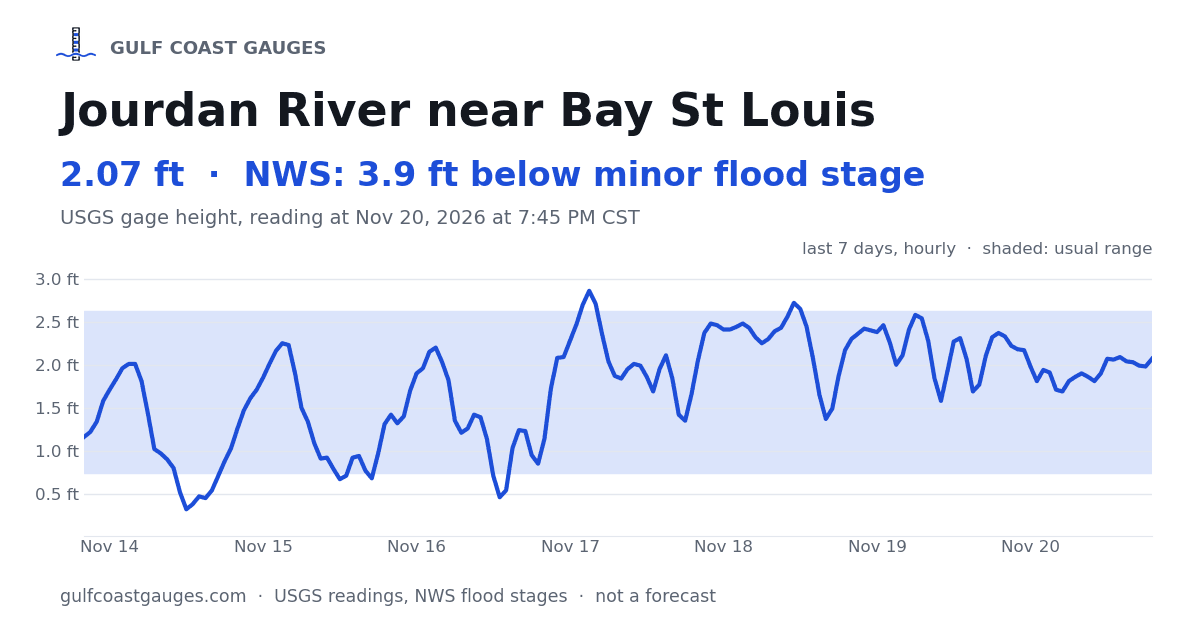 GULF COAST GAUGES
Jourdan River near Bay St Louis
2.07 ft · NWS: 3.9 ft below minor flood stage
USGS gage height, reading at Nov 20, 2026 at 7:45 PM CST
last 7 days, hourly · shaded: usual range
3.0 ft
2.5 ft
2.0 ft
1.5 ft
1.0 ft
0.5 ft
Nov 14 Nov 15 Nov 16 Nov 17 Nov 18 Nov 19 Nov 20
gulfcoastgauges.com · USGS readings, NWS flood stages · not a forecast